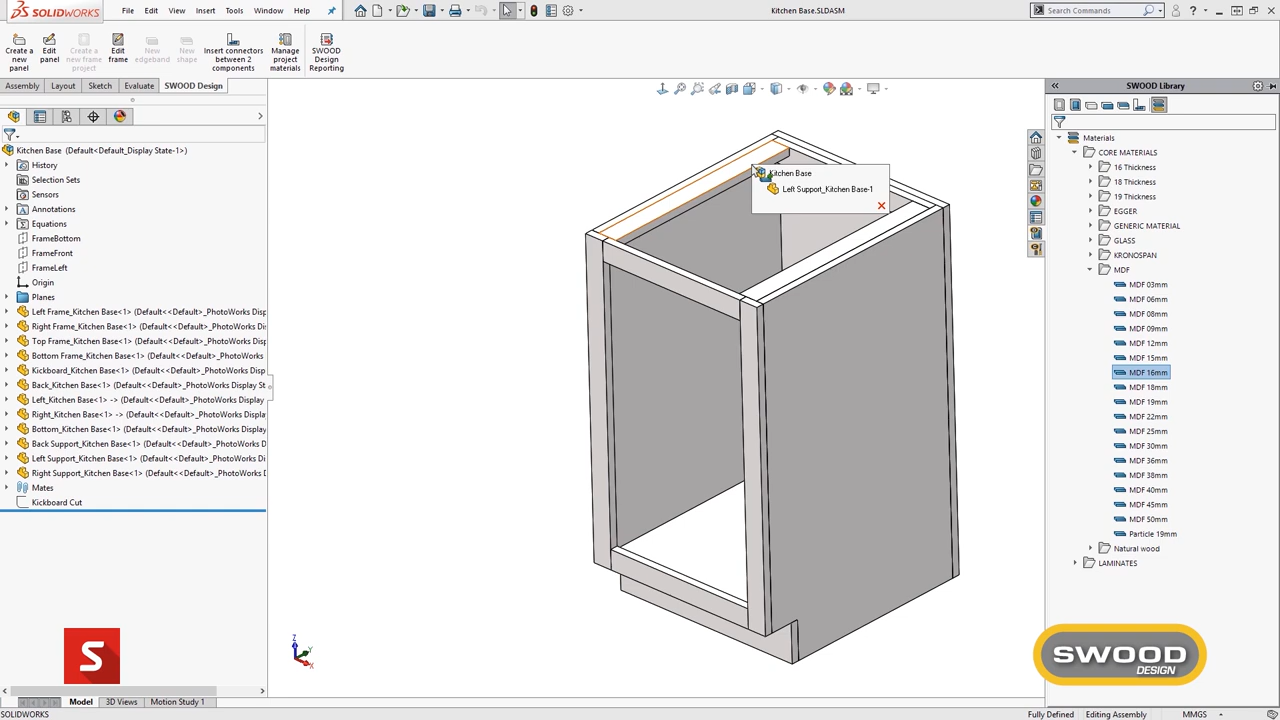 SOLIDWORKS
File Edit View Insert Tools Window Help
Kitchen Base.SLDASM
Search Commands
Create a new panel
Edit panel
Create a new frame project
Edit frame
New edgeband
New shape
Insert connectors between 2 components
Manage project materials
SWOOD Design Reporting
Assembly Layout Sketch Evaluate SWOOD Design
Kitchen Base (Default<Default_Display State-1>)
History
Selection Sets
Sensors
Annotations
Equations
FrameBottom
FrameFront
FrameLeft
Origin
Planes
Left Frame_Kitchen Base<1> (Default<<Default>_PhotoWorks Disp
Right Frame_Kitchen Base<1> (Default<<Default>_PhotoWorks Dis
Top Frame_Kitchen Base<1> (Default<<Default>_PhotoWorks Disp
Bottom Frame_Kitchen Base<1> (Default<<Default>_PhotoWorks
Kickboard_Kitchen Base<1> (Default<<Default>_PhotoWorks Disp
Back_Kitchen Base<1> (Default<<Default>_PhotoWorks Display St
Left_Kitchen Base<1> -> (Default<<Default>_PhotoWorks Display
Right_Kitchen Base<1> -> (Default<<Default>_PhotoWorks Displa
Bottom_Kitchen Base<1> (Default<<Default>_PhotoWorks Display
Back Support_Kitchen Base<1> (Default<<Default>_PhotoWorks D
Left Support_Kitchen Base<1> (Default<<Default>_PhotoWorks Di
Right Support_Kitchen Base<1> (Default<<Default>_PhotoWorks D
Mates
Kickboard Cut
Kitchen Base
Left Support_Kitchen Base-1
Z
Y
X
S
SWOOD Library
Materials
CORE MATERIALS
16 Thickness
18 Thickness
19 Thickness
EGGER
GENERIC MATERIAL
GLASS
KRONOSPAN
MDF
MDF 03mm
MDF 06mm
MDF 08mm
MDF 09mm
MDF 12mm
MDF 15mm
MDF 16mm
MDF 18mm
MDF 19mm
MDF 22mm
MDF 25mm
MDF 30mm
MDF 36mm
MDF 38mm
MDF 40mm
MDF 45mm
MDF 50mm
Particle 19mm
Natural wood
LAMINATES
SWOOD
DESIGN
Model 3D Views Motion Study 1
SOLIDWORKS
Fully Defined Editing Assembly MMGS